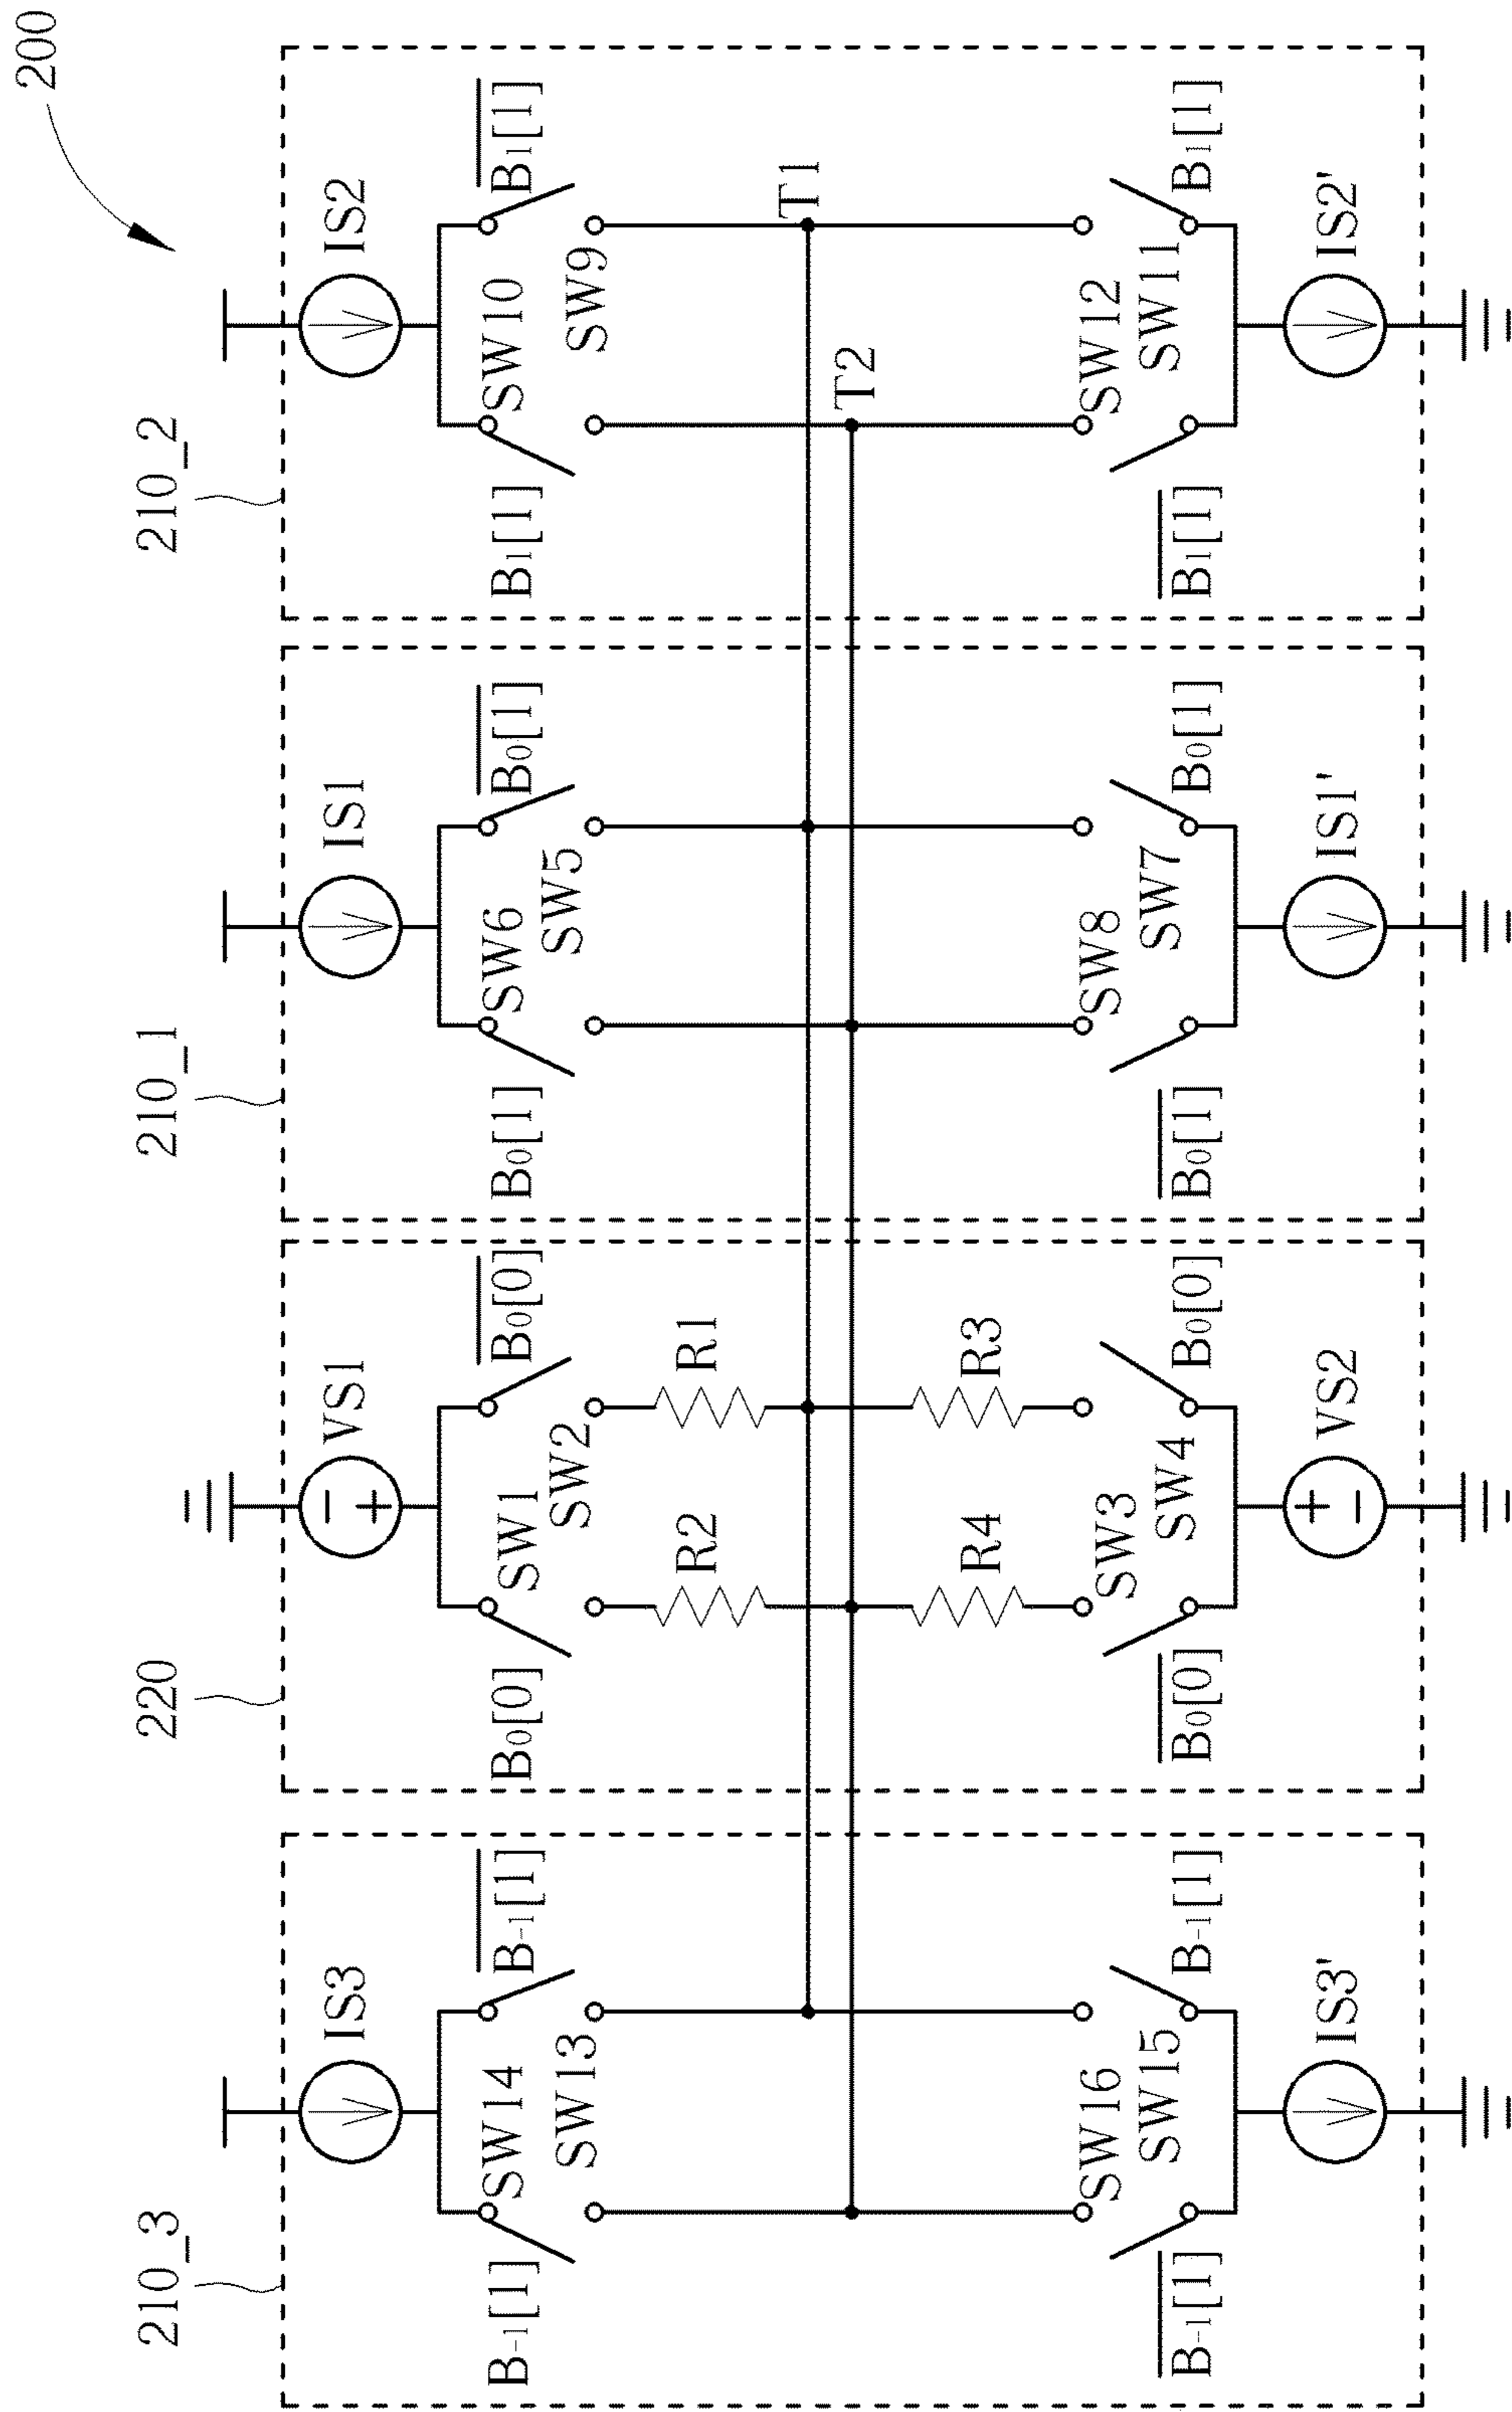 200
210_3
220
210_1
210_2
IS3
VS1
IS1
IS2
B-1[1]
SW14
SW13
B-1[1]
B0[0]
SW1
SW2
B0[0]
B0[1]
SW6
SW5
B0[1]
B1[1]
SW10
SW9
B1[1]
R2
R1
T1
T2
R4
R3
B-1[1]
SW16
SW15
B-1[1]
B0[0]
SW3
SW4
B0[0]
B0[1]
SW8
SW7
B0[1]
B1[1]
SW12
SW11
B1[1]
IS3'
VS2
IS1'
IS2'